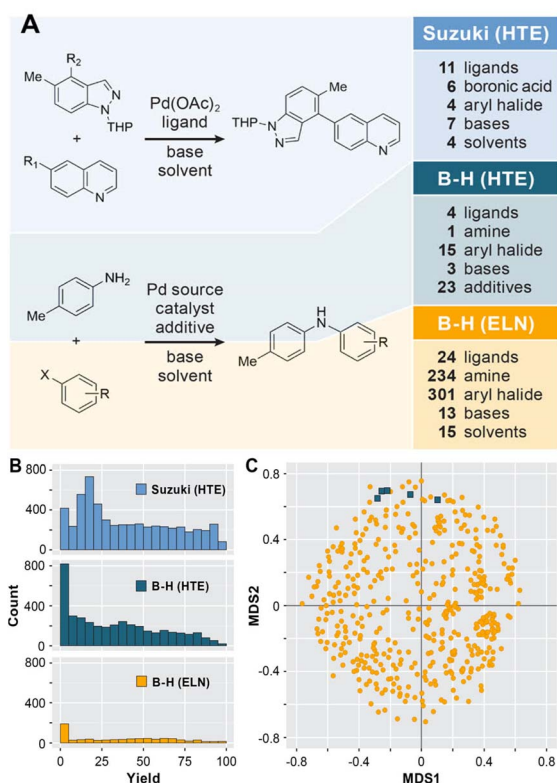 A
Suzuki (HTE)
11 ligands
6 boronic acid
4 aryl halide
7 bases
4 solvents
R2
Me
N
N
THP
+
R1
N
Pd(OAc)2
ligand
base
solvent
Me
THP
N
N
N
B-H (HTE)
4 ligands
1 amine
15 aryl halide
3 bases
23 additives
NH2
Me
+
X
R
Pd source
catalyst
additive
base
solvent
H
N
Me
R
B-H (ELN)
24 ligands
234 amine
301 aryl halide
13 bases
15 solvents
B
800
400
0
Suzuki (HTE)
800
400
0
B-H (HTE)
800
400
0
B-H (ELN)
Count
0 25 50 75 100
Yield
C
0.8
0.4
0
-0.4
-0.8
MDS2
-0.8 -0.4 0 0.4 0.8
MDS1